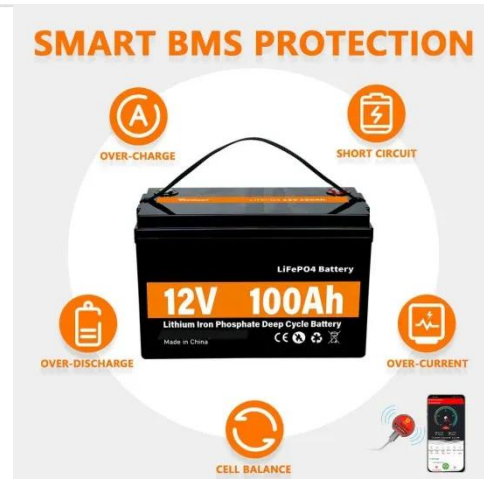 SMART BMS PROTECTION
OVER-CHARGE
SHORT CIRCUIT
LiFePO4 Battery
12V 100Ah
Lithium Iron Phosphate Deep Cycle Battery
Made in China
CE
OVER-DISCHARGE
OVER-CURRENT
CELL BALANCE